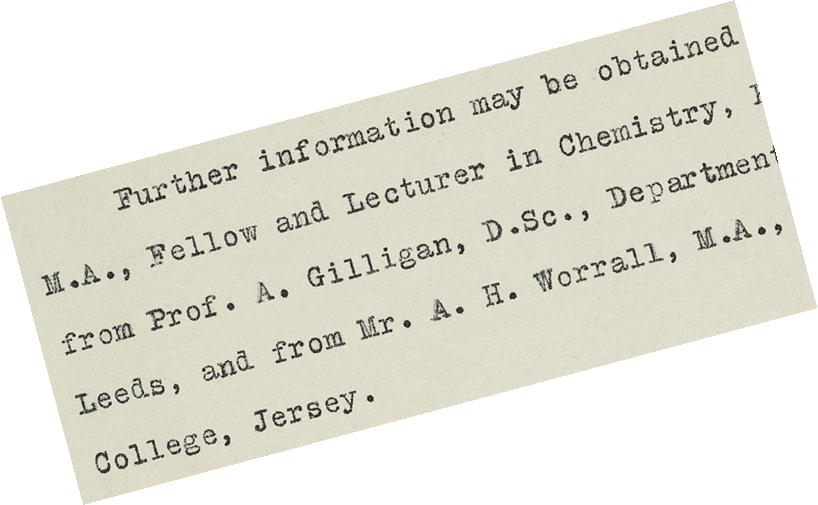 Further information may be obtained
M.A., Fellow and Lecturer in Chemistry,
from Prof. A. Gilligan, D.Sc., Department
Leeds, and from Mr. A. H. Worrall, M.A.,
College, Jersey.